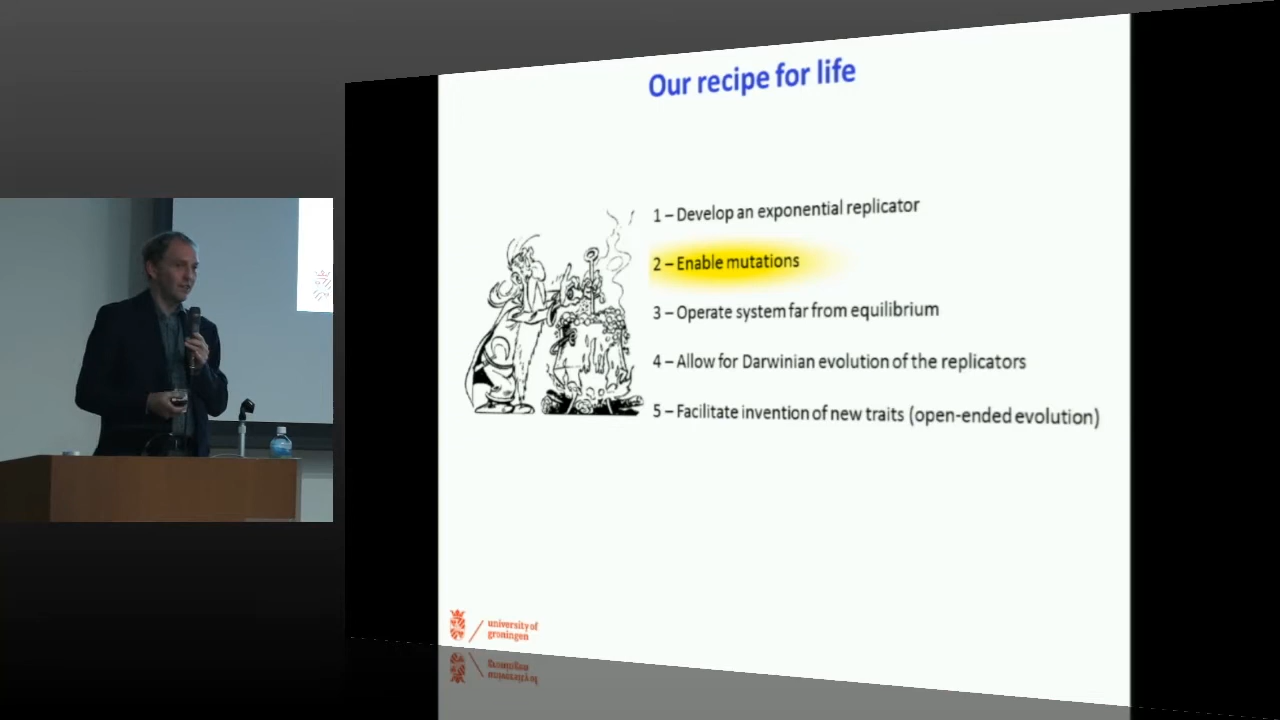 Our recipe for life
1 – Develop an exponential replicator
2 – Enable mutations
3 – Operate system far from equilibrium
4 – Allow for Darwinian evolution of the replicators
5 – Facilitate invention of new traits (open-ended evolution)
university of
groningen